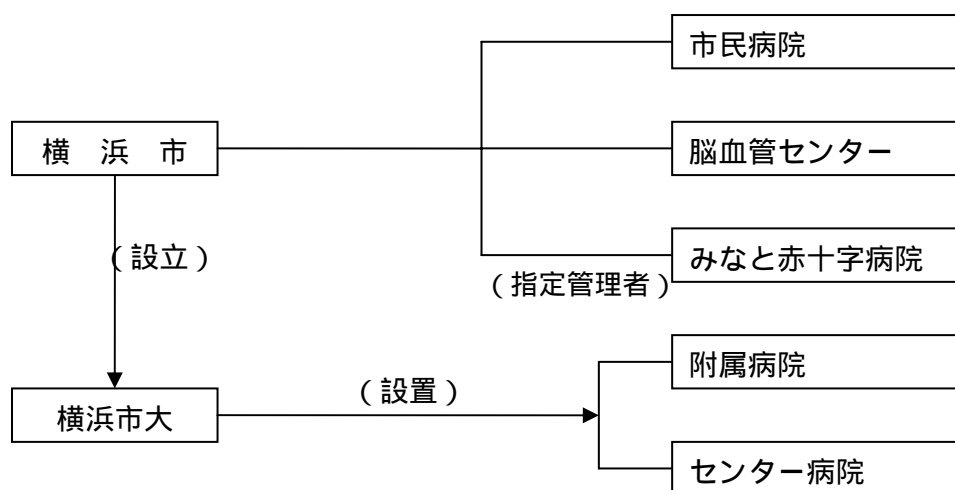 市民病院
横 浜 市
脳血管センター
（設立）
みなと赤十字病院
（指定管理者）
附属病院
（設置）
横浜市大
センター病院